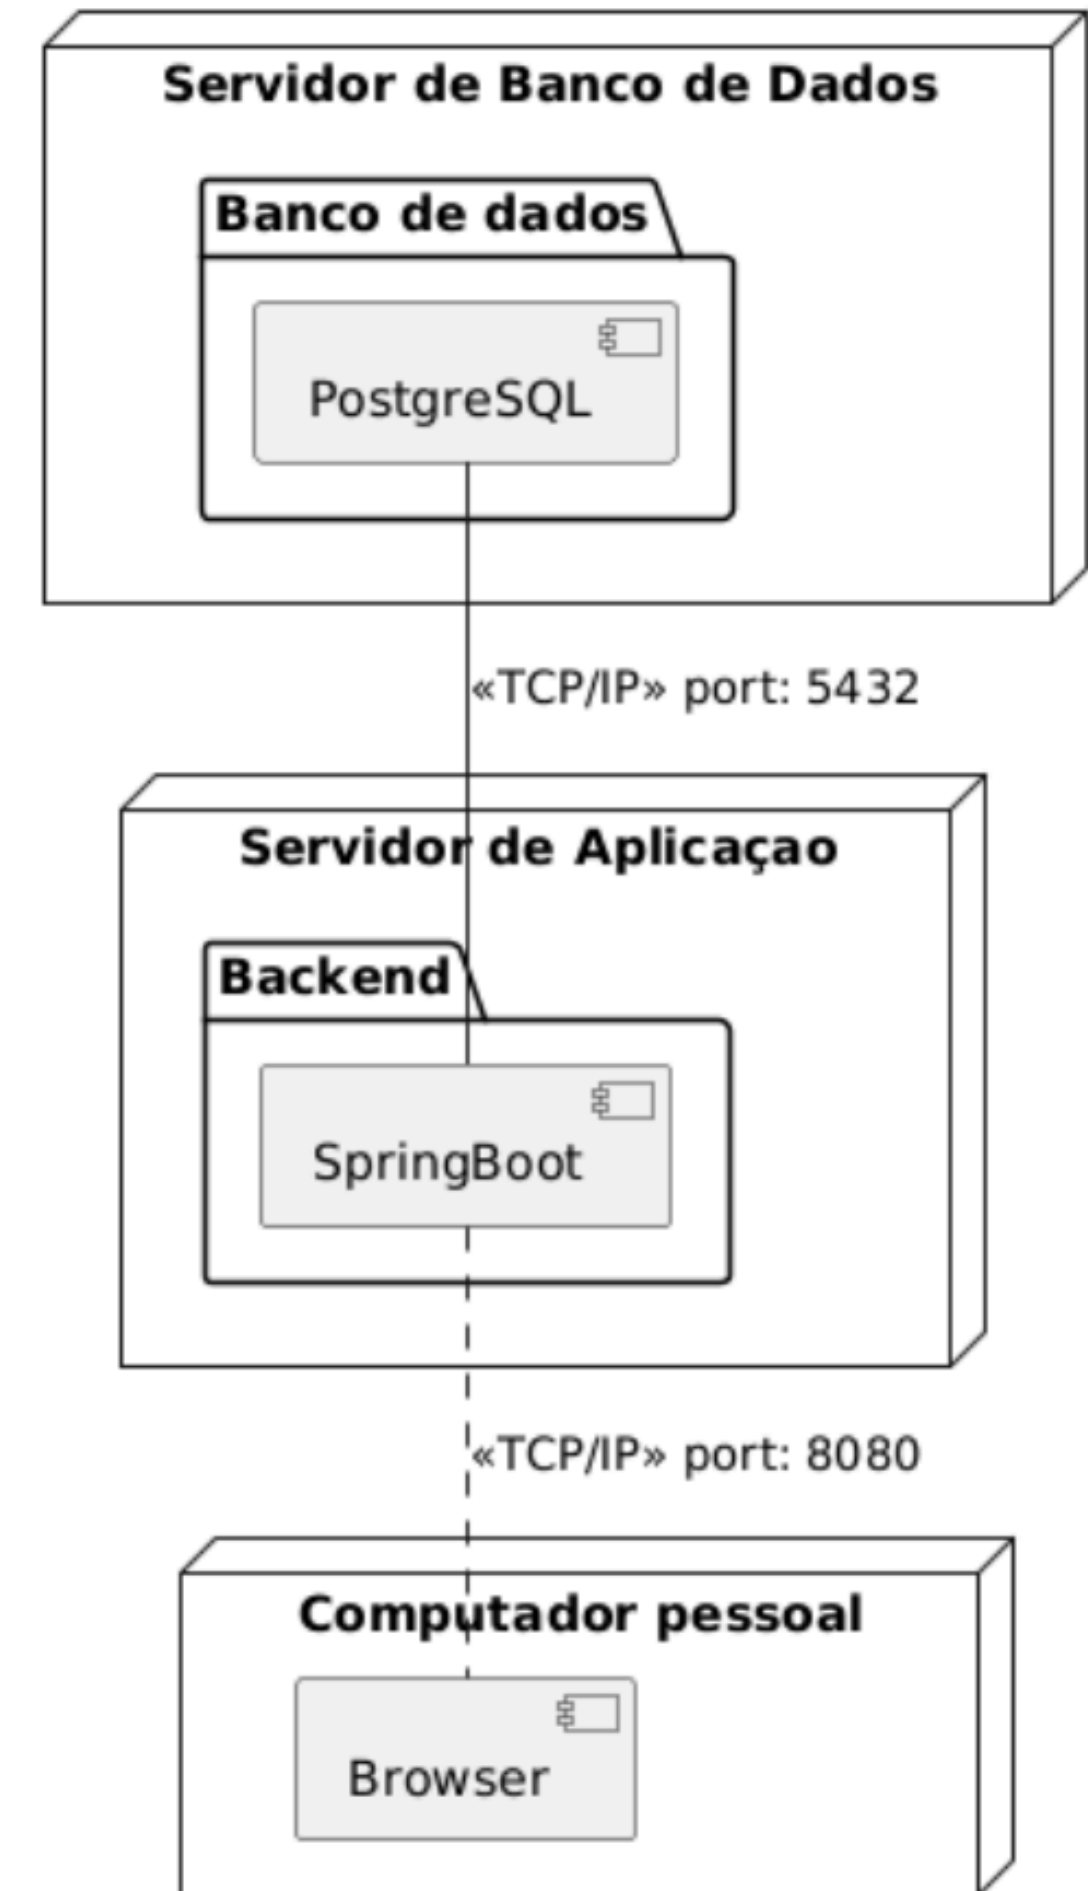 Servidor de Banco de Dados
Banco de dados
PostgreSQL
«TCP/IP» port: 5432
Servidor de Aplicaçao
Backend
SpringBoot
«TCP/IP» port: 8080
Computador pessoal
Browser